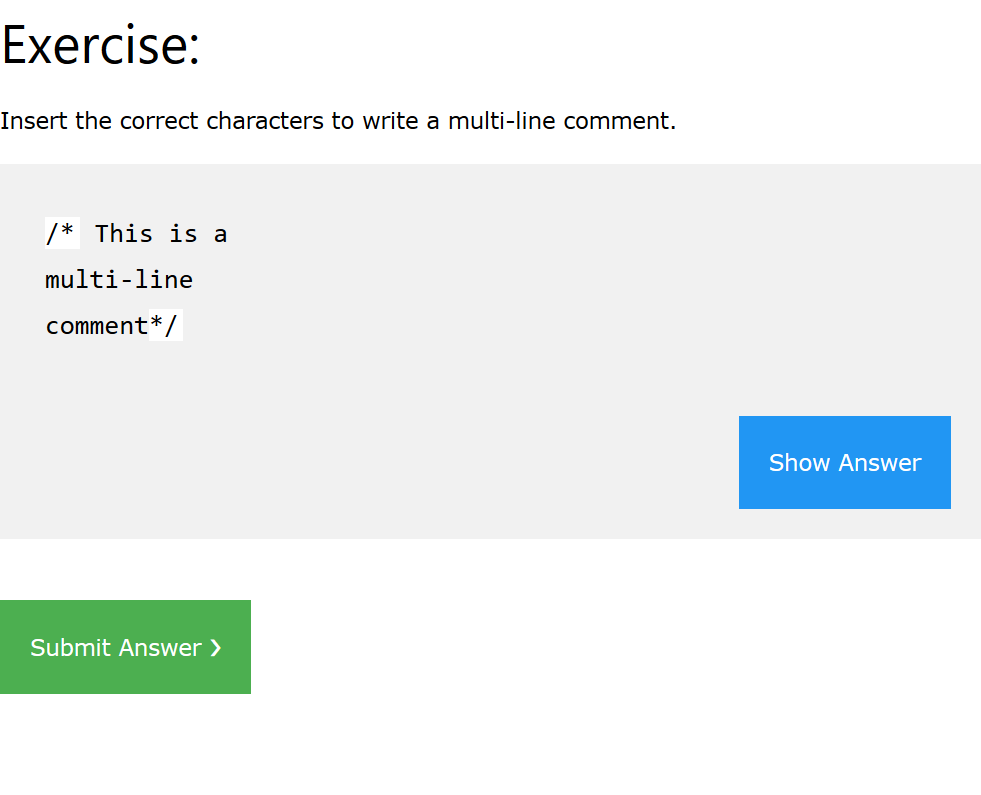 Exercise:
Insert the correct characters to write a multi-line comment.
/* This is a
multi-line
comment*/
Show Answer
Submit Answer ❯